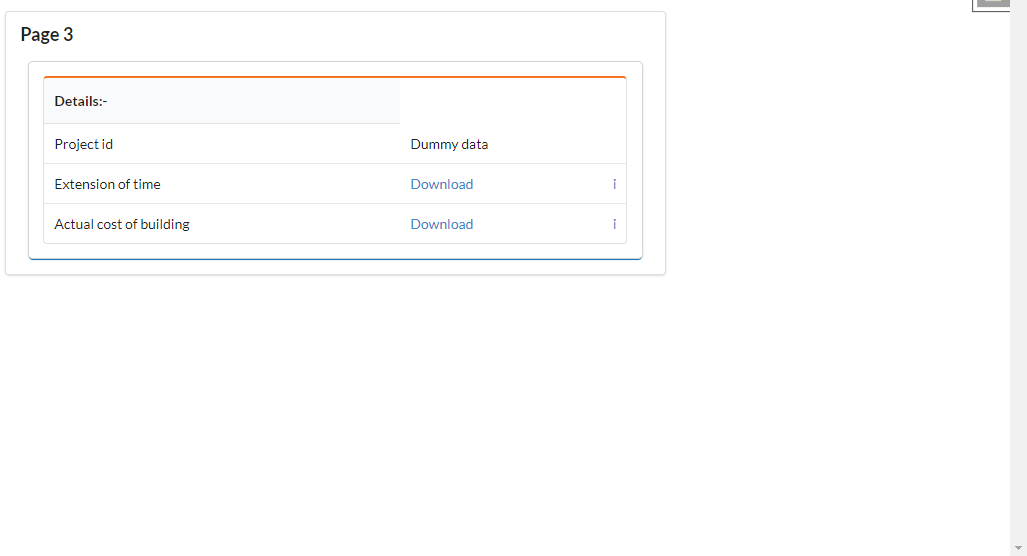 Page 3
Details:-
Project id Dummy data
Extension of time Download i
Actual cost of building Download i